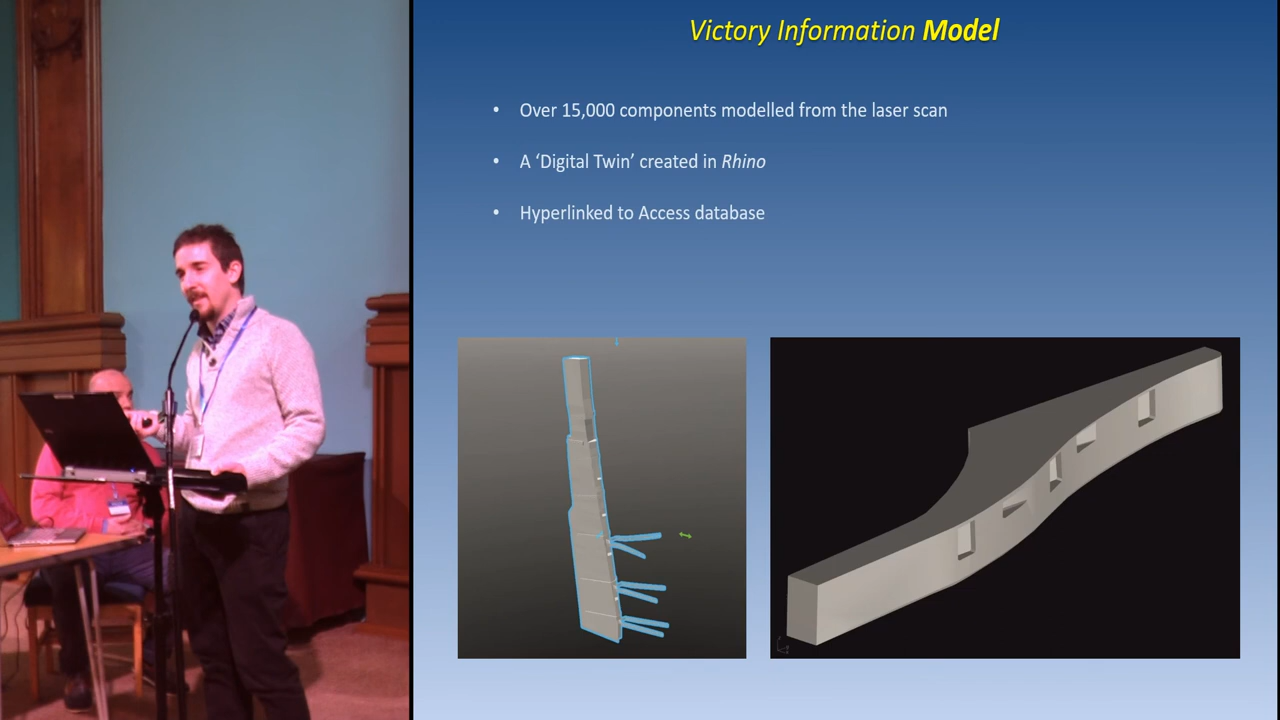 Victory Information Model
• Over 15,000 components modelled from the laser scan
• A ‘Digital Twin’ created in Rhino
• Hyperlinked to Access database